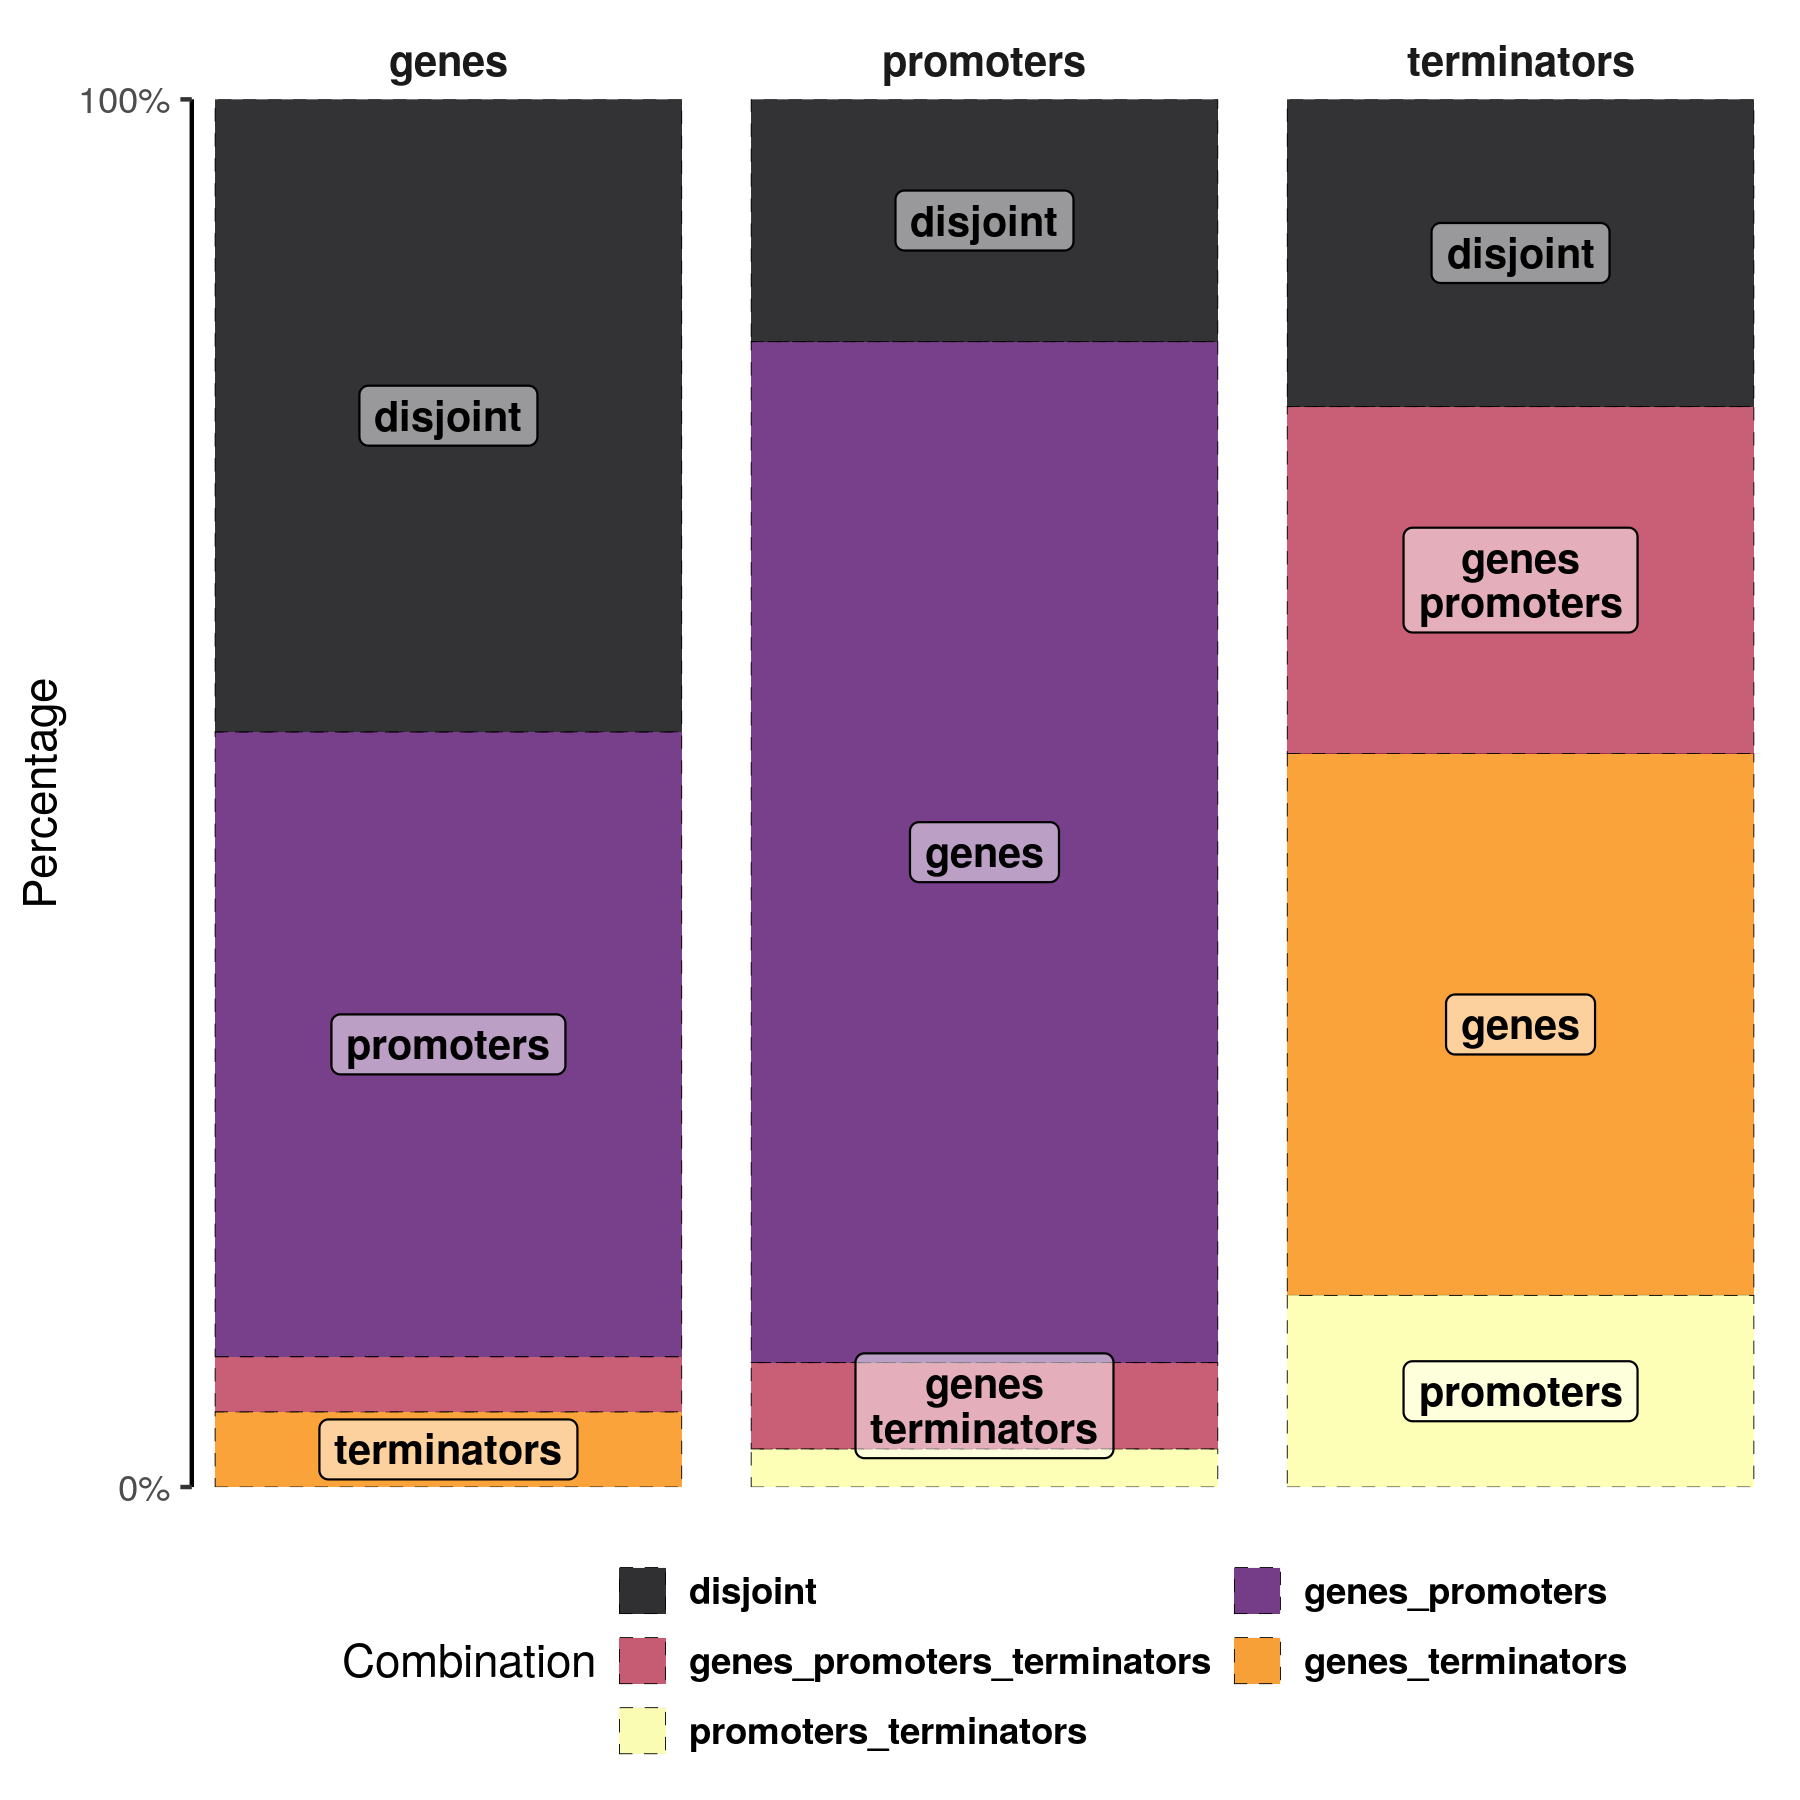 genes
promoters
terminators
100%
0%
Percentage
disjoint
promoters
terminators
disjoint
genes
genes
terminators
disjoint
genes
promoters
genes
promoters
Combination
disjoint
genes_promoters
genes_promoters_terminators
genes_terminators
promoters_terminators